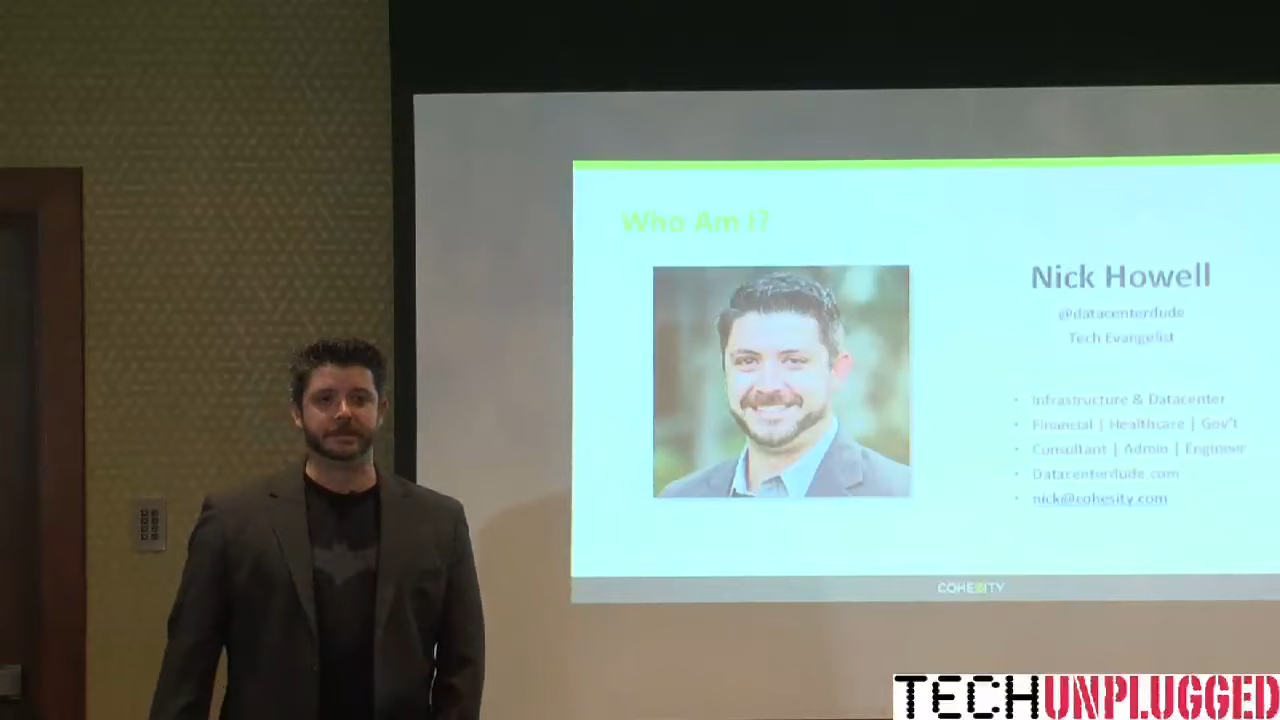 Who Am I?
Nick Howell
@datacenterdude
Tech Evangelist
• Infrastructure & Datacenter
• Financial | Healthcare | Gov't
• Consultant | Admin | Engineer
• Datacenterdude.com
• nick@cohesity.com
COHESITY
TECHUNPLUGGED